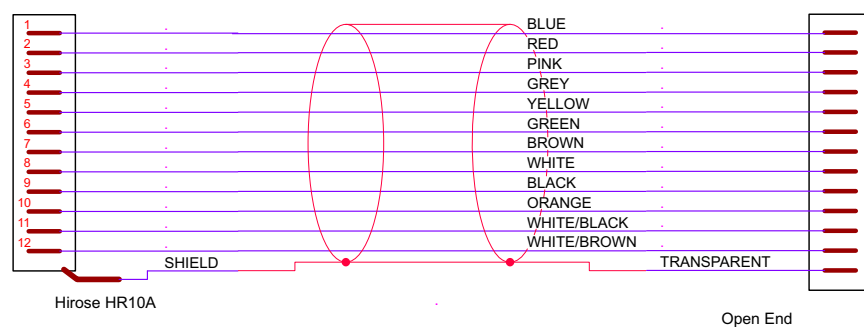 1 BLUE
2 RED
3 PINK
4 GREY
5 YELLOW
6 GREEN
7 BROWN
8 WHITE
9 BLACK
10 ORANGE
11 WHITE/BLACK
12 WHITE/BROWN
SHIELD TRANSPARENT
Hirose HR10A
Open End